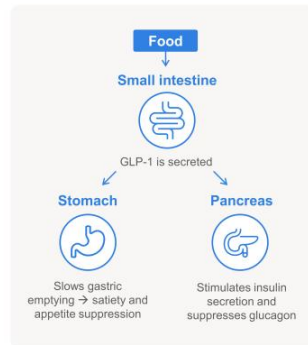 Food
Small intestine
GLP-1 is secreted
Stomach
Slows gastric
emptying → satiety and
appetite suppression
Pancreas
Stimulates insulin
secretion and
suppresses glucagon